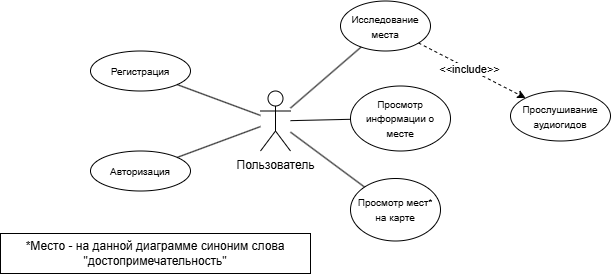 Исследование
места
<<include>>
Регистрация
Прослушивание
аудиогидов
Просмотр
информации о
месте
Пользователь
Авторизация
Просмотр мест*
на карте
*Место - на данной диаграмме синоним слова
"достопримечательность"